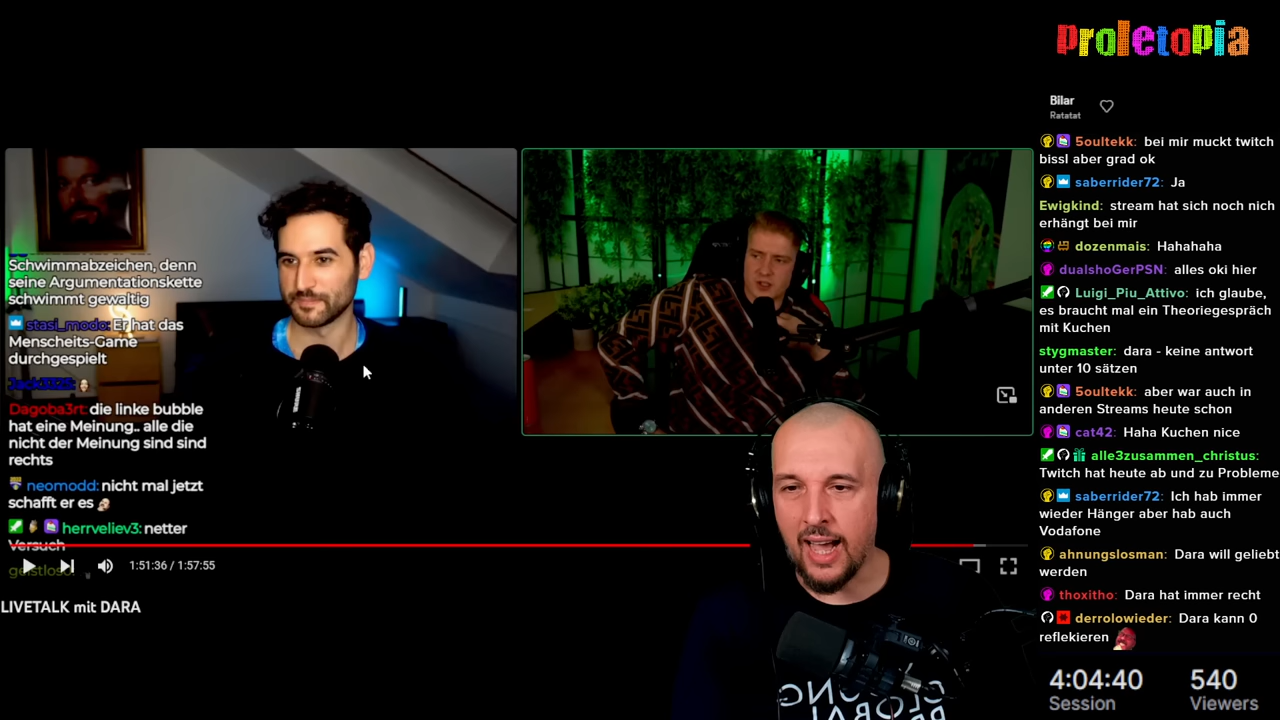 proletopia
Bilar
Ratatat
5oultekk: bei mir muckt twitch
bissl aber grad ok
saberrider72: Ja
Ewigkind: stream hat sich noch nich
erhängt bei mir
dozenmais: Hahahaha
dualshoGerPSN: alles oki hier
Luigi_Piu_Attivo: ich glaube,
es braucht mal ein Theoriegespräch
mit Kuchen
stygmaster: dara - keine antwort
unter 10 sätzen
5oultekk: aber war auch in
anderen Streams heute schon
cat42: Haha Kuchen nice
alle3zusammen_christus:
Twitch hat heute ab und zu Probleme
saberrider72: Ich hab immer
wieder Hänger aber hab auch
Vodafone
ahnungslosman: Dara will geliebt
werden
thoxitho: Dara hat immer recht
derrolowieder: Dara kann 0
reflekieren
4:04:40
Session
540
Viewers
Schwimmabzeichen, denn
seine Argumentationskette
schwimmt gewaltig
stasi_modo: Er hat das
Menscheits-Game
durchgespielt
Jack3325:
Dagoba3rt: die linke bubble
hat eine Meinung.. alle die
nicht der Meinung sind sind
rechts
neomodd: nicht mal jetzt
schafft er es
herrveliev3: netter
Versuch
1:51:36 / 1:57:55
LIVETALK mit DARA
GLOBAL